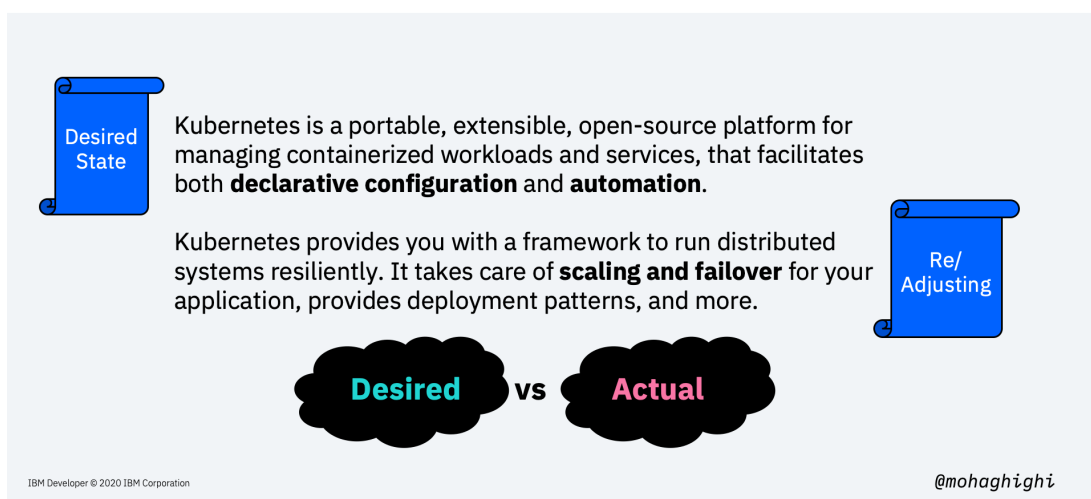 Desired
State
Kubernetes is a portable, extensible, open-source platform for
managing containerized workloads and services, that facilitates
both declarative configuration and automation.
Kubernetes provides you with a framework to run distributed
systems resiliently. It takes care of scaling and failover for your
application, provides deployment patterns, and more.
Re/
Adjusting
Desired vs Actual
IBM Developer © 2020 IBM Corporation
@mohaghighi